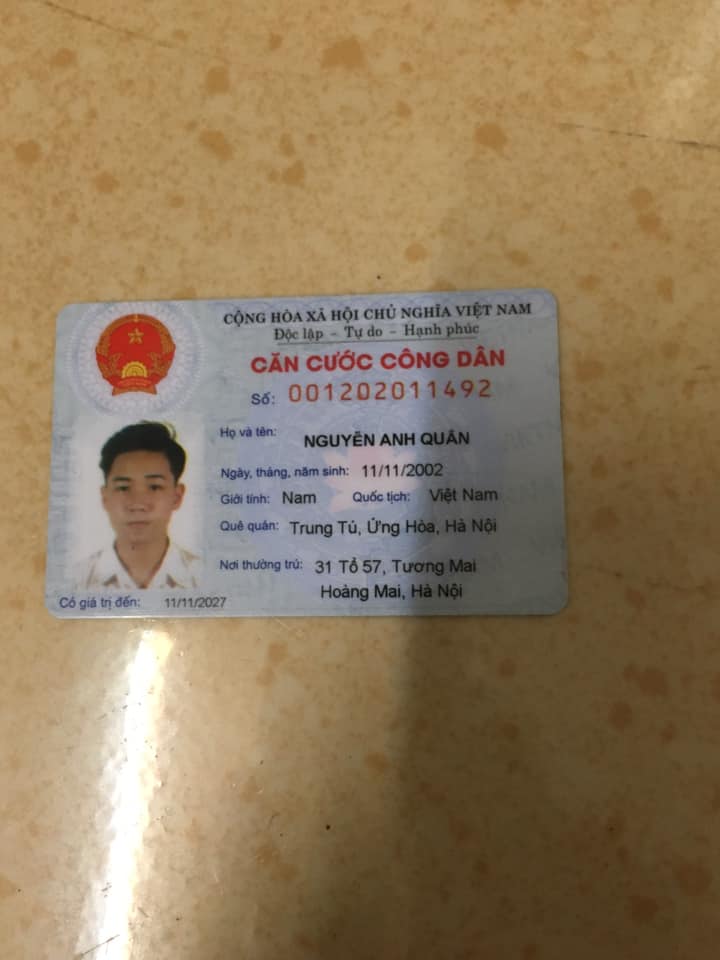 CỘNG HÒA XÃ HỘI CHỦ NGHĨA VIỆT NAM
Độc lập – Tự do – Hạnh phúc
CĂN CƯỚC CÔNG DÂN
Số: 001202011492
Họ và tên: NGUYỄN ANH QUÂN
Ngày, tháng, năm sinh: 11/11/2002
Giới tính: Nam Quốc tịch: Việt Nam
Quê quán: Trung Tú, Ứng Hòa, Hà Nội
Nơi thường trú: 31 Tổ 57, Tương Mai
Hoàng Mai, Hà Nội
Có giá trị đến: 11/11/2027